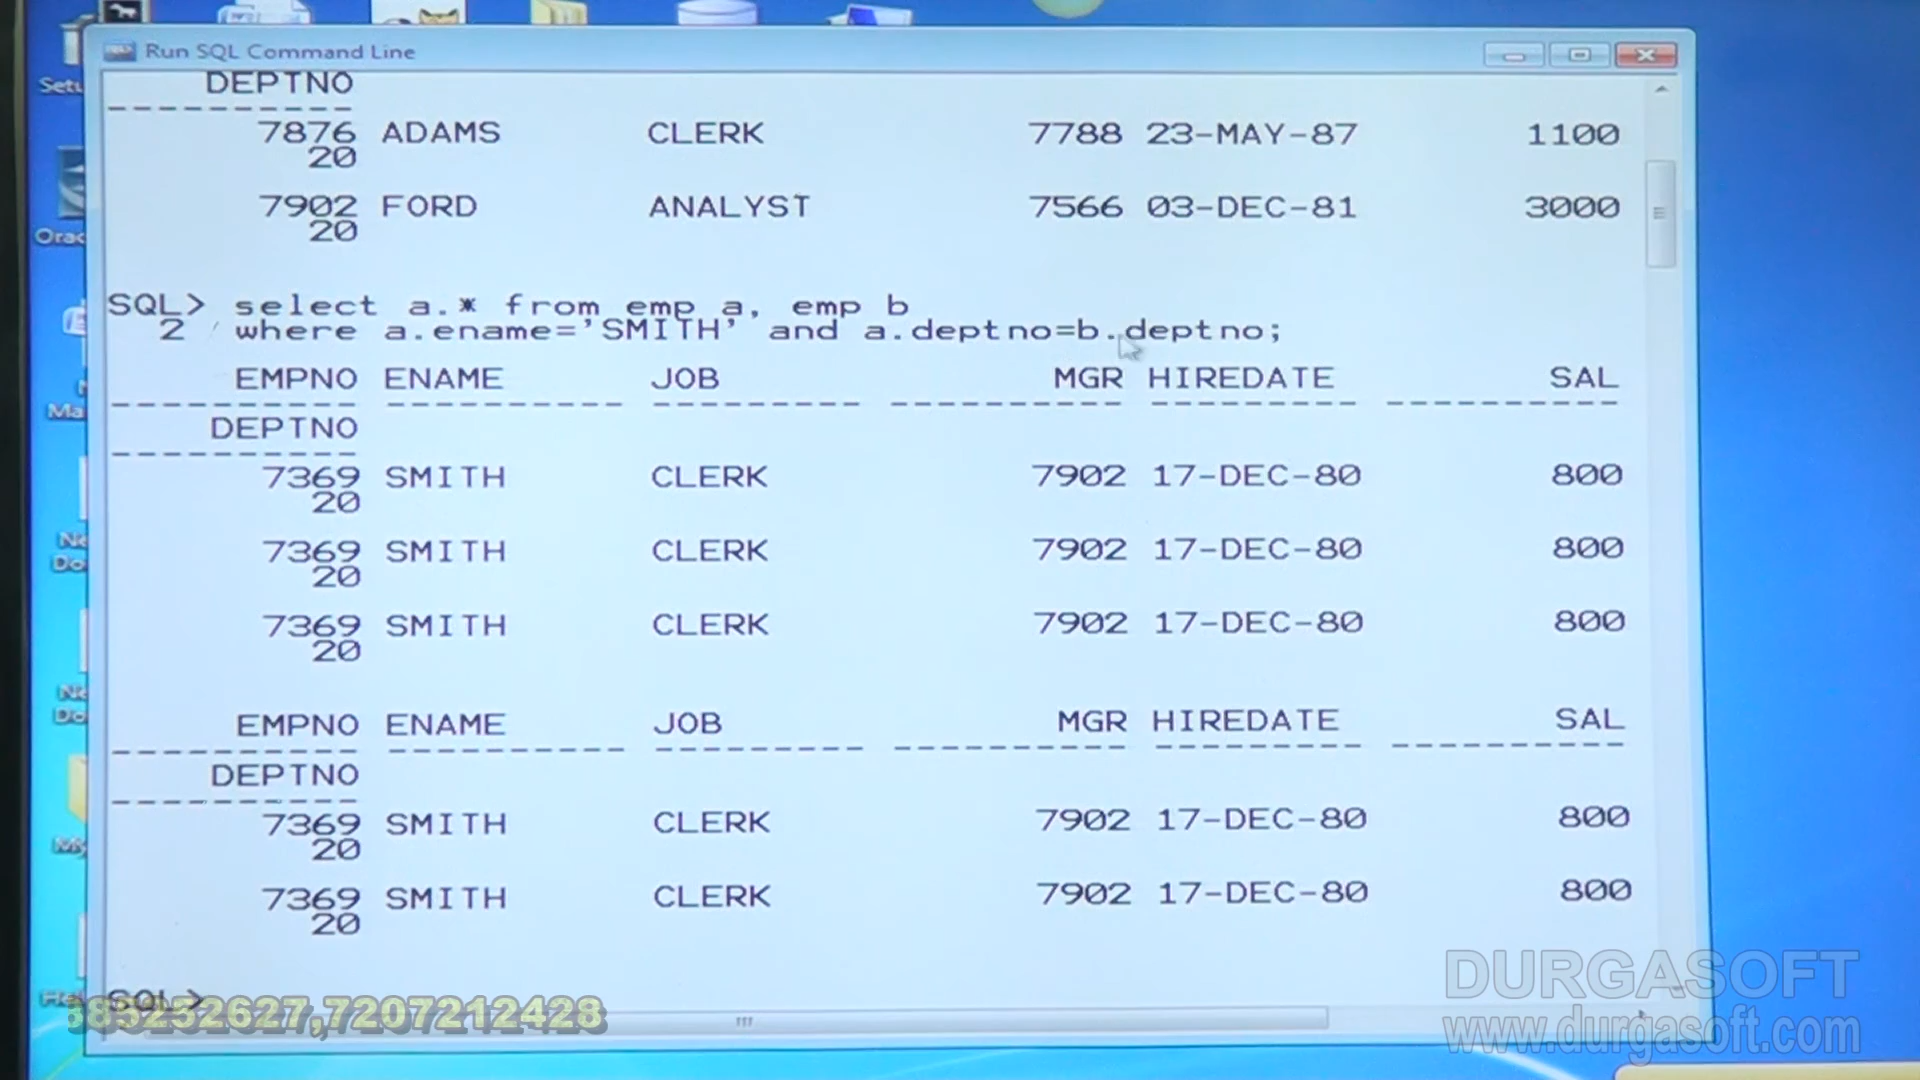 Run SQL Command Line
DEPTNO
----------
7876 ADAMS CLERK 7788 23-MAY-87 1100
20
7902 FORD ANALYST 7566 03-DEC-81 3000
20
SQL> select a.* from emp a, emp b
2 where a.ename='SMITH' and a.deptno=b.deptno;
EMPNO ENAME JOB MGR HIREDATE SAL
---------- ---------- --------- ---------- --------- ----------
DEPTNO
----------
7369 SMITH CLERK 7902 17-DEC-80 800
20
7369 SMITH CLERK 7902 17-DEC-80 800
20
7369 SMITH CLERK 7902 17-DEC-80 800
20
EMPNO ENAME JOB MGR HIREDATE SAL
---------- ---------- --------- ---------- --------- ----------
DEPTNO
----------
7369 SMITH CLERK 7902 17-DEC-80 800
20
7369 SMITH CLERK 7902 17-DEC-80 800
20
SQL>
7207212428
DURGASOFT
www.durgasoft.com